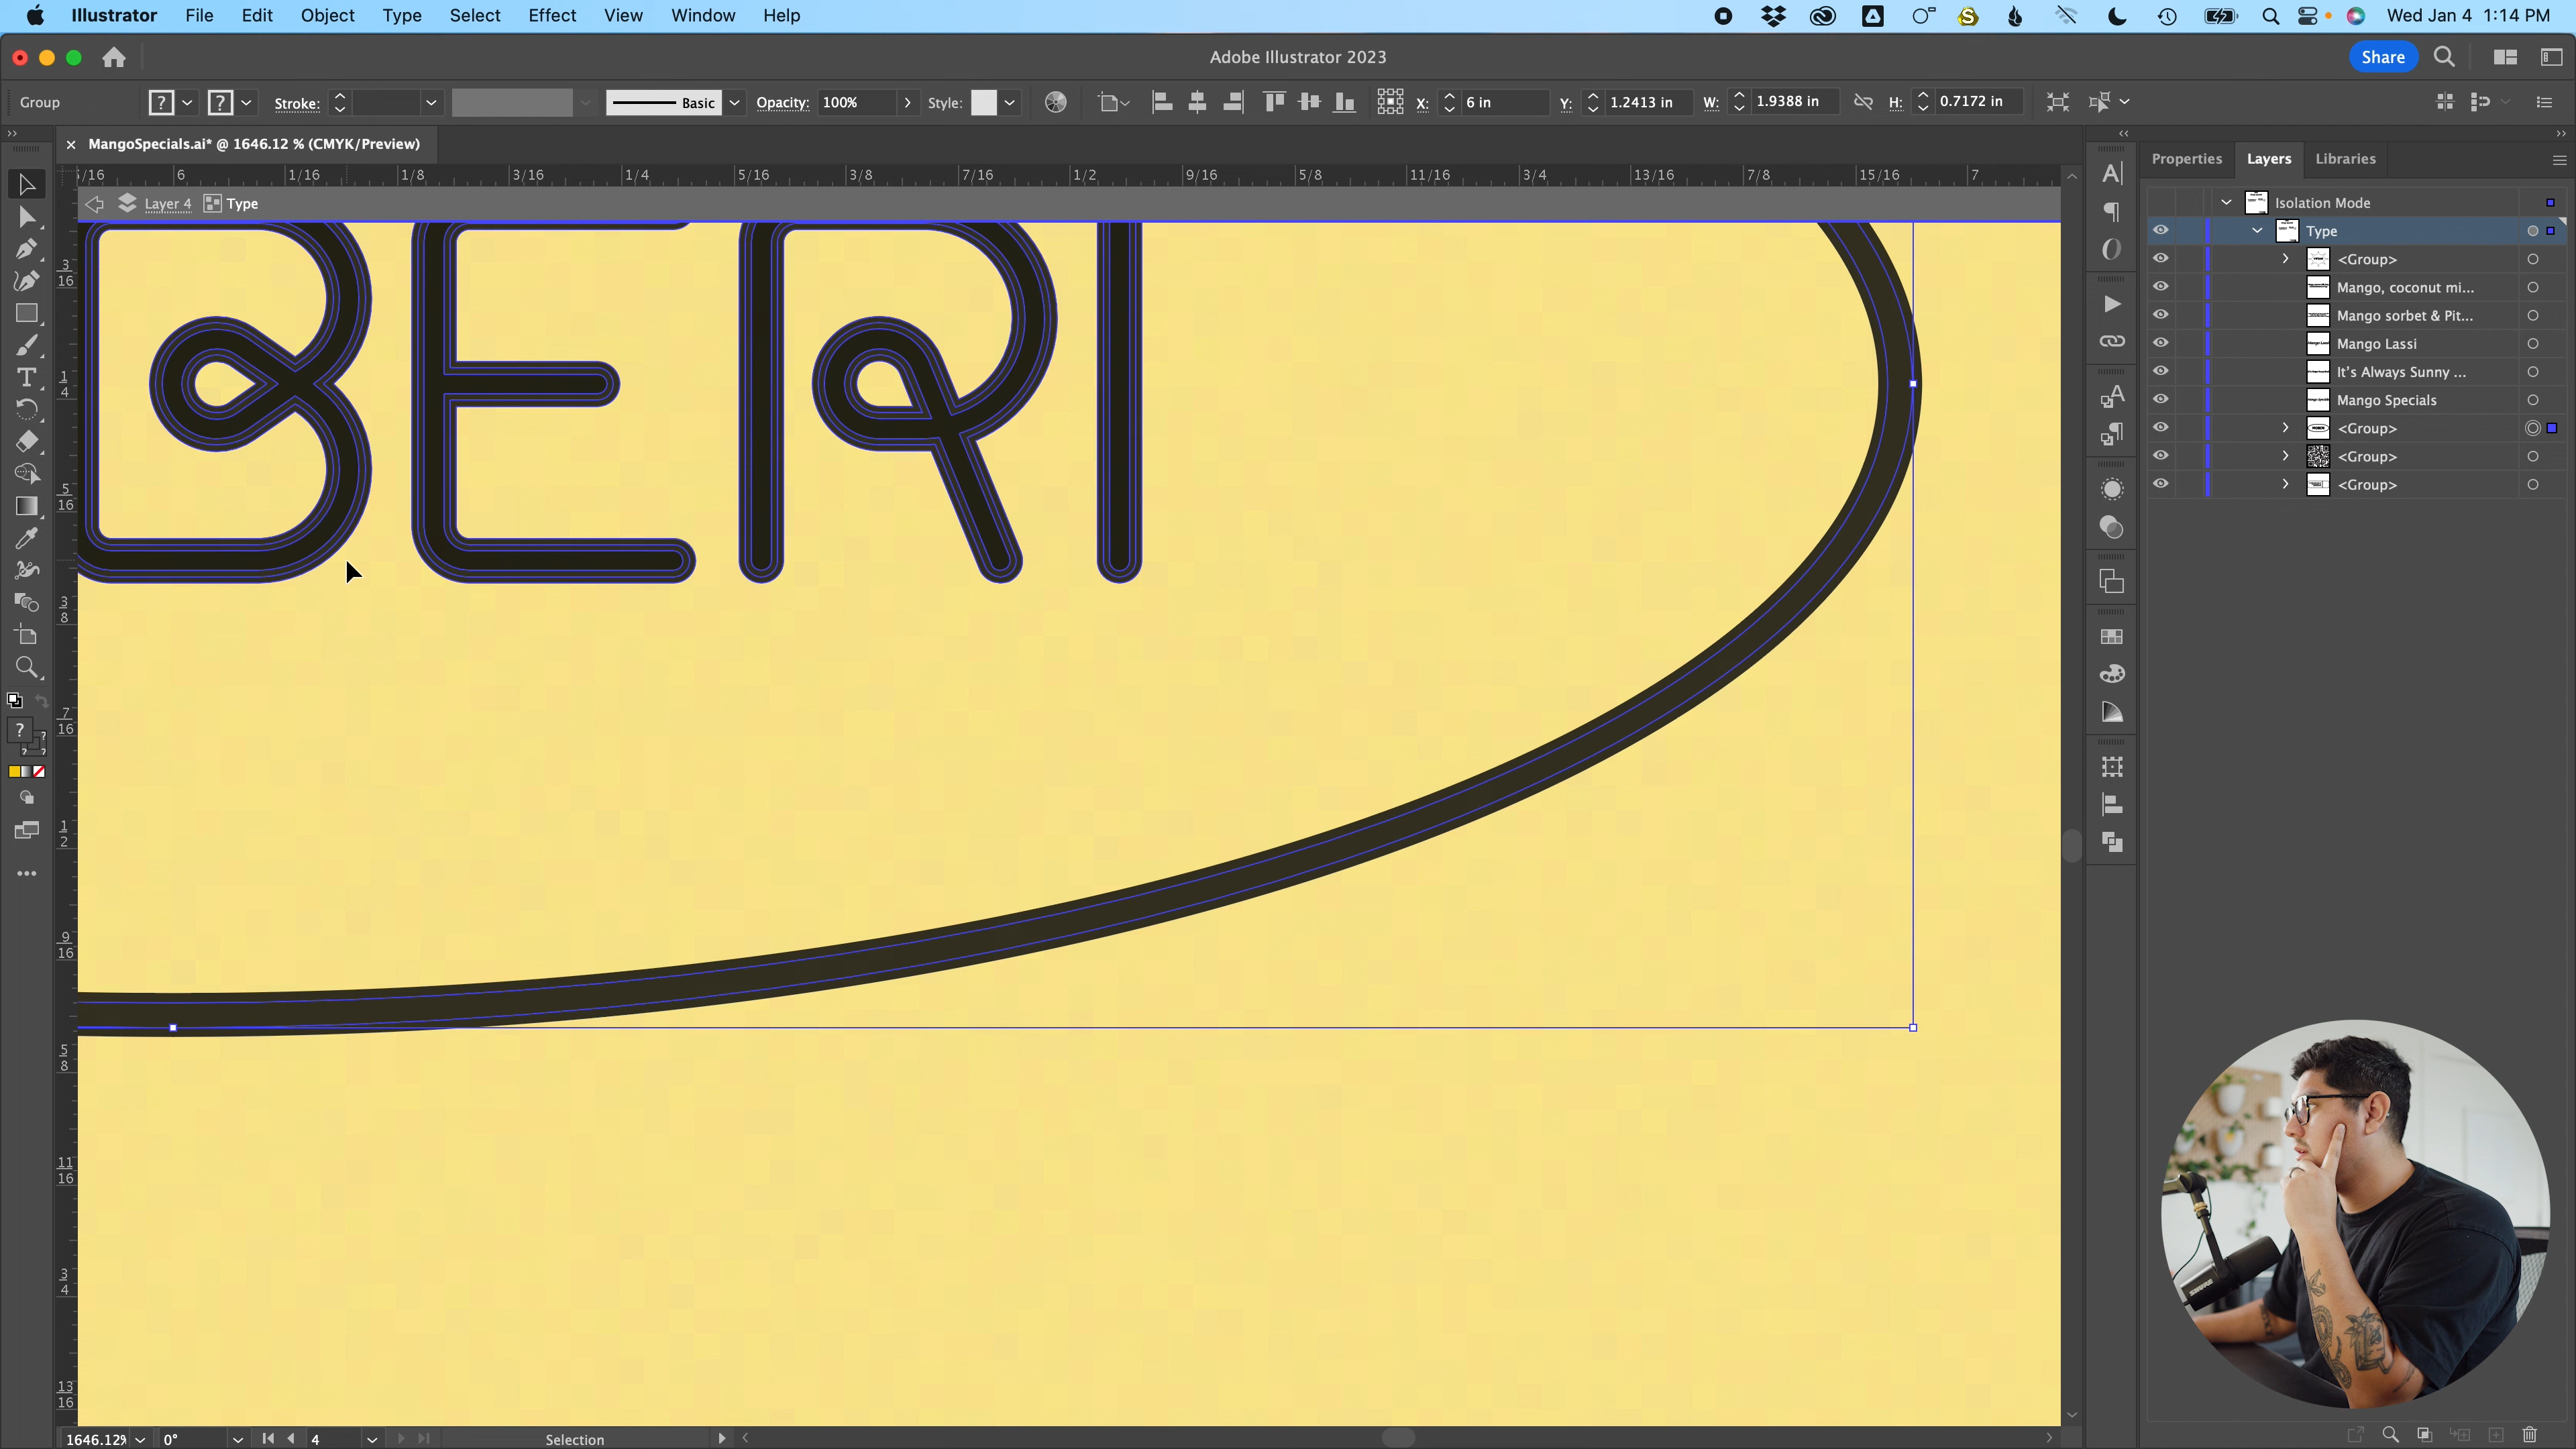 Illustrator File Edit Object Type Select Effect View Window Help Wed Jan 4 1:14 PM
Adobe Illustrator 2023 Share
Group ? ? Stroke: Basic Opacity: 100% Style: X: 6 in Y: 1.2413 in W: 1.9388 in H: 0.7172 in
MangoSpecials.ai* @ 1646.12 % (CMYK/Preview)
/16 6 1/16 1/8 3/16 1/4 5/16 3/8 7/16 1/2 9/16 5/8 11/16 3/4 13/16 7/8 15/16 7
Layer 4 Type
BERI
3/16
1/4
5/16
3/8
7/16
1/2
9/16
5/8
11/16
3/4
13/16
Properties Layers Libraries
Isolation Mode
Type
<Group>
Mango, coconut mi...
Mango sorbet & Pit...
Mango Lassi
It's Always Sunny ...
Mango Specials
<Group>
<Group>
<Group>
SHURE
1646.12% 0° 4 Selection